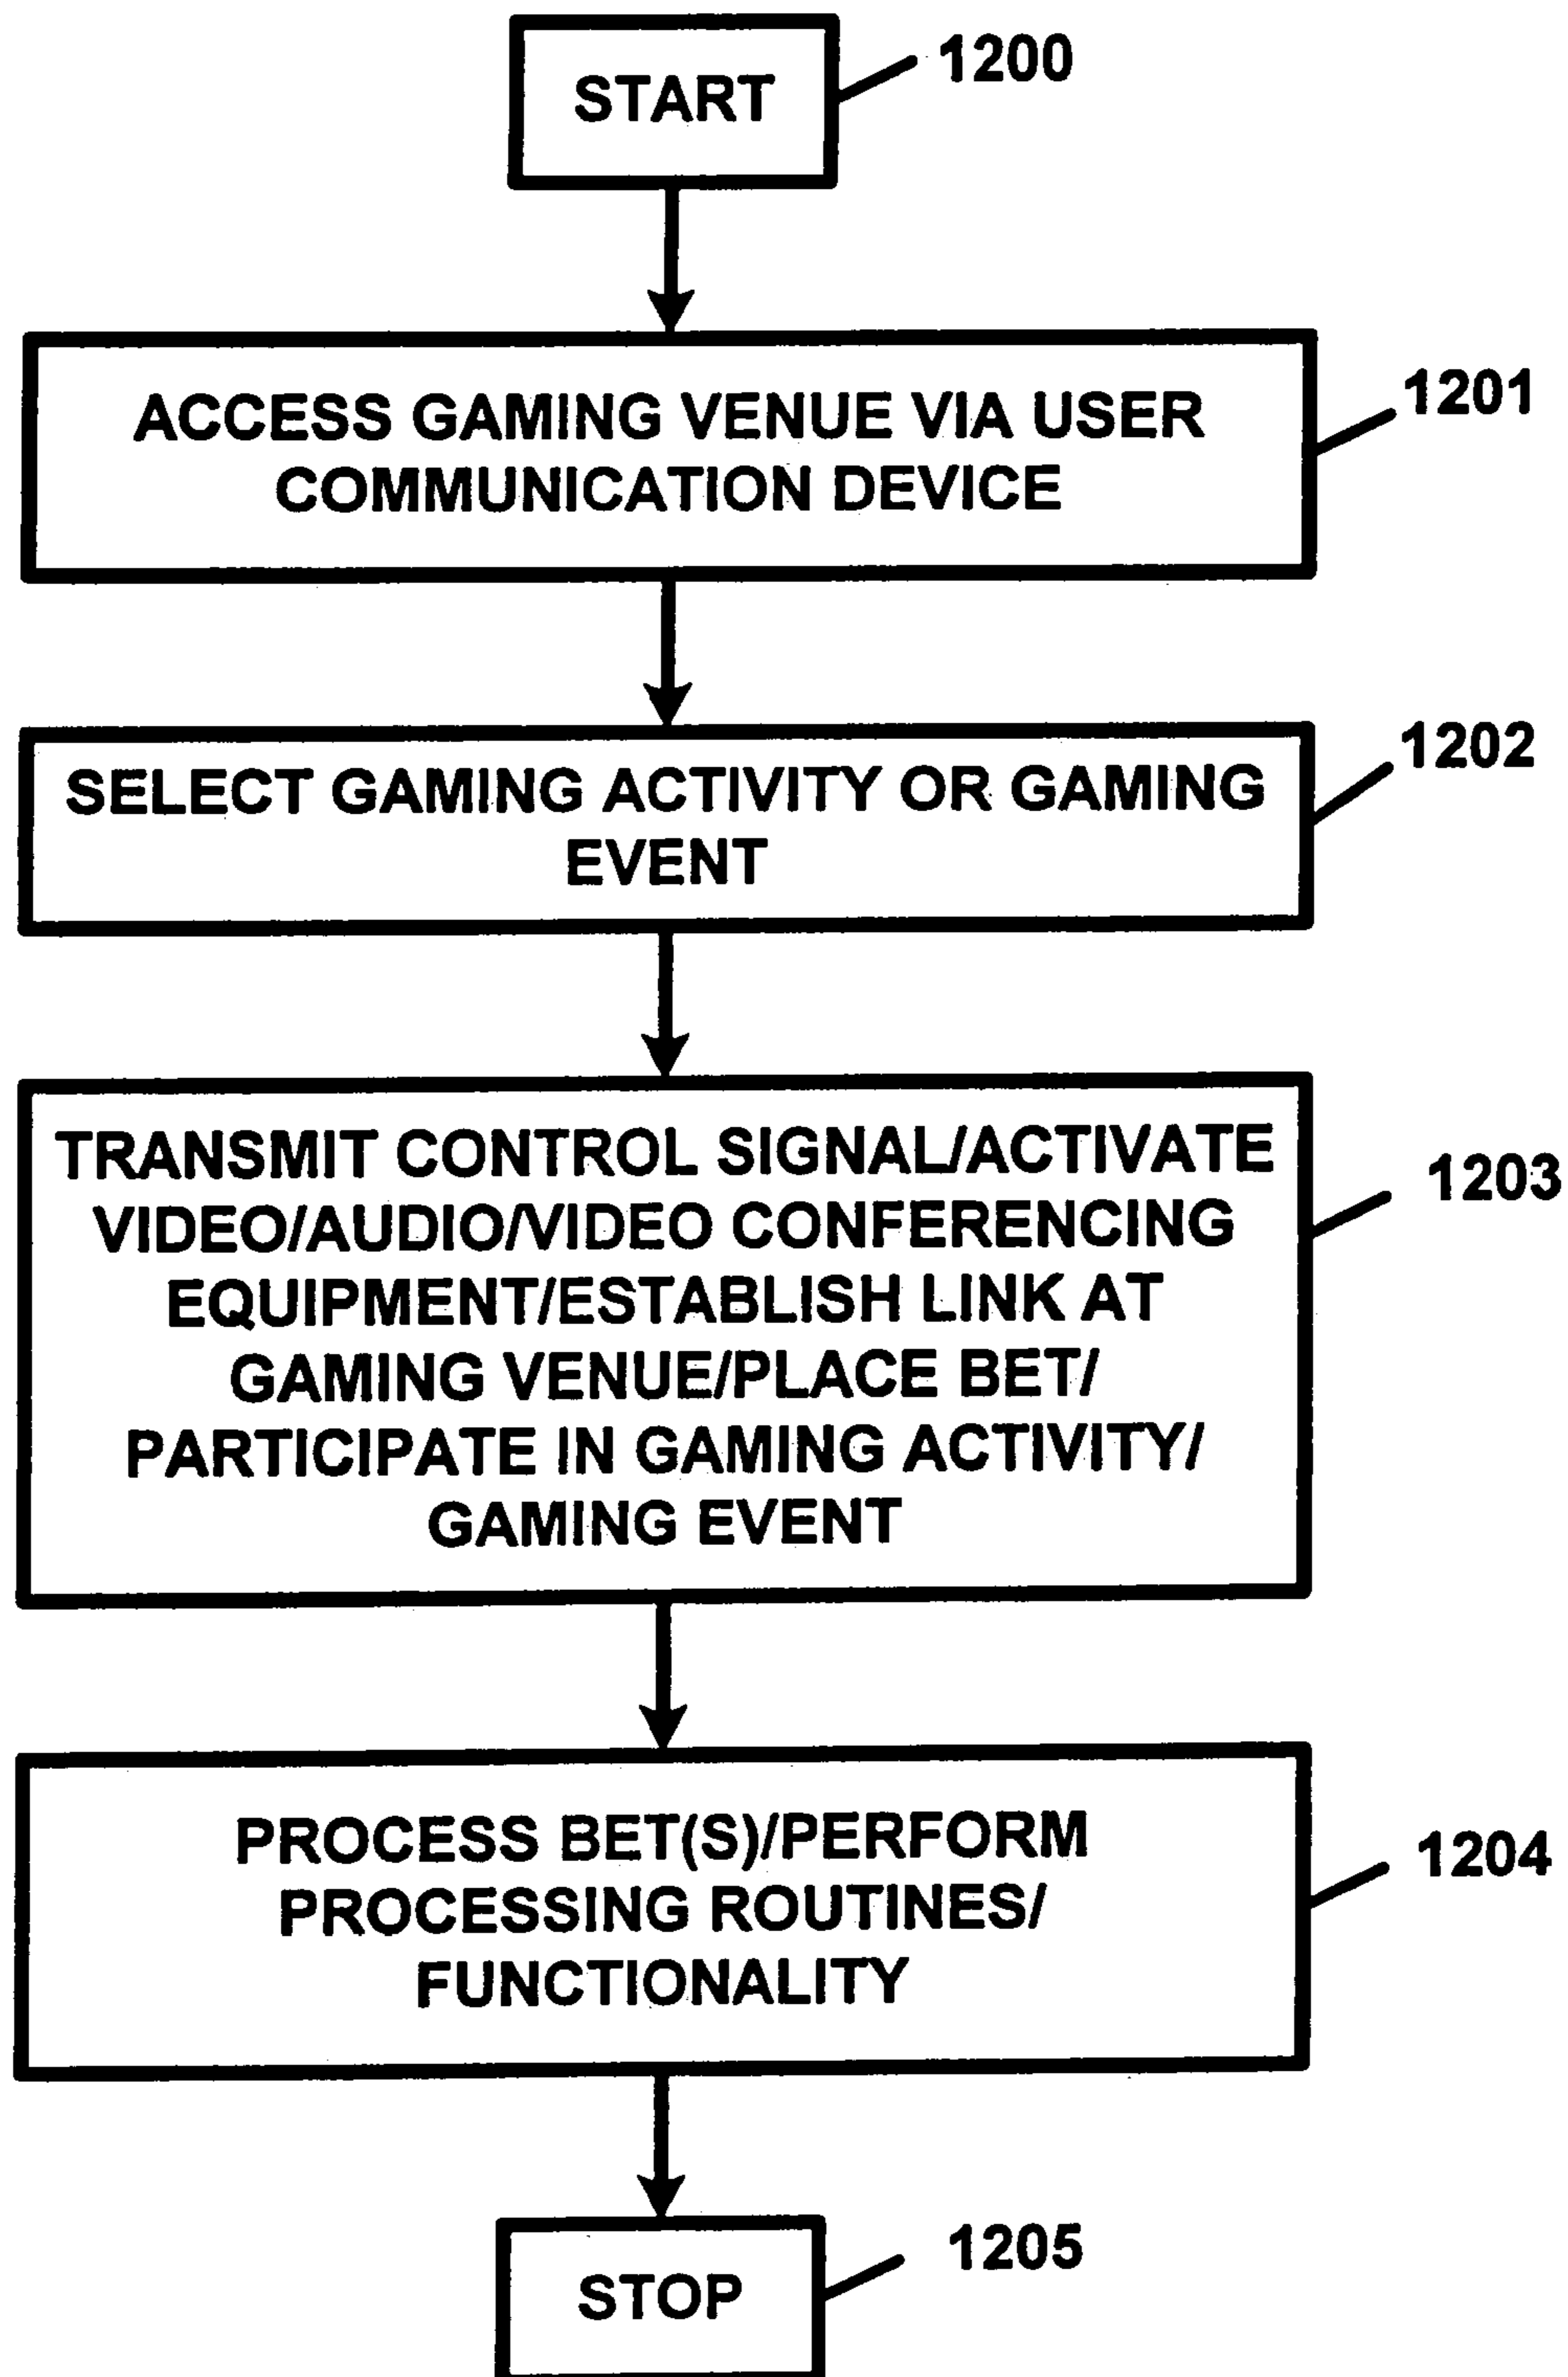 START
1200
ACCESS GAMING VENUE VIA USER
COMMUNICATION DEVICE
1201
SELECT GAMING ACTIVITY OR GAMING
EVENT
1202
TRANSMIT CONTROL SIGNAL/ACTIVATE
VIDEO/AUDIO/VIDEO CONFERENCING
EQUIPMENT/ESTABLISH LINK AT
GAMING VENUE/PLACE BET/
PARTICIPATE IN GAMING ACTIVITY/
GAMING EVENT
1203
PROCESS BET(S)/PERFORM
PROCESSING ROUTINES/
FUNCTIONALITY
1204
STOP
1205